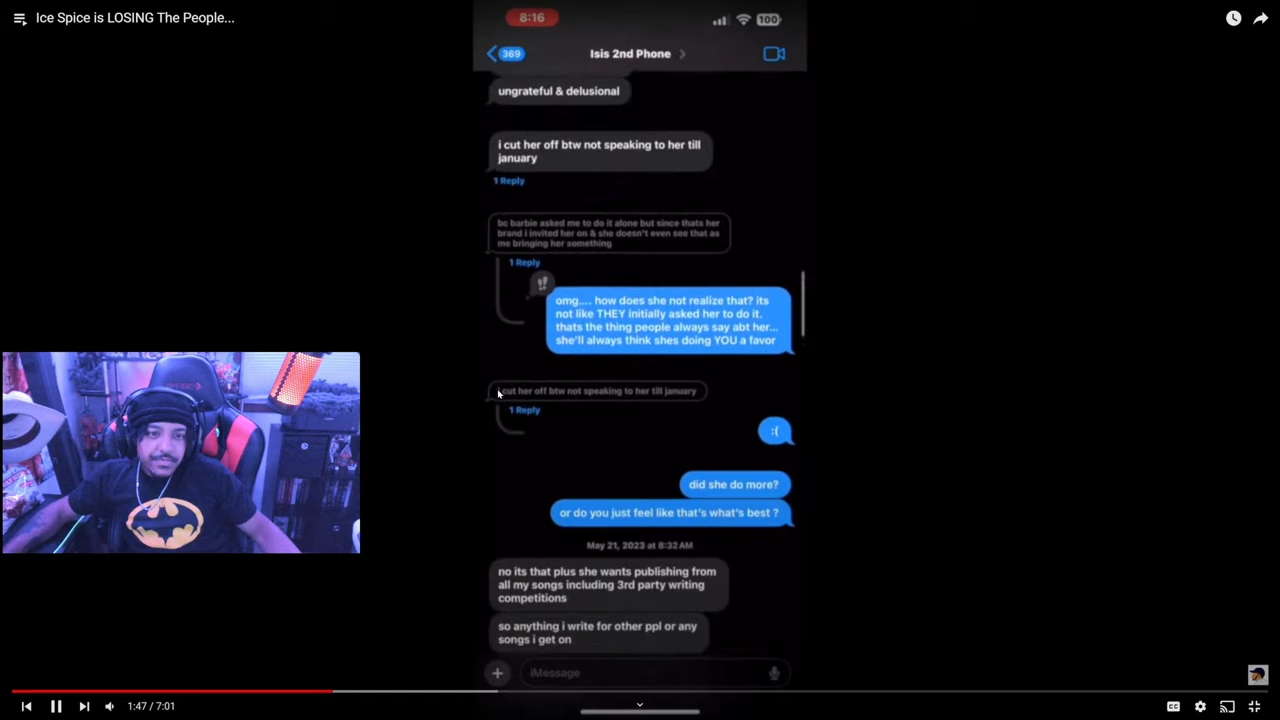 Ice Spice is LOSING The People...
8:16
100
369
Isis 2nd Phone
ungrateful & delusional
i cut her off btw not speaking to her till
january
1 Reply
bc barbie asked me to do it alone but since thats her
brand i invited her on & she doesn't even see that as
me bringing her something
1 Reply
omg.... how does she not realize that? its
not like THEY initially asked her to do it.
thats the thing people always say abt her...
she'll always think shes doing YOU a favor
i cut her off btw not speaking to her till january
1 Reply
:(
did she do more?
or do you just feel like that's what's best ?
May 21, 2023 at 8:32 AM
no its that plus she wants publishing from
all my songs including 3rd party writing
competitions
so anything i write for other ppl or any
songs i get on
iMessage
1:47 / 7:01
CC